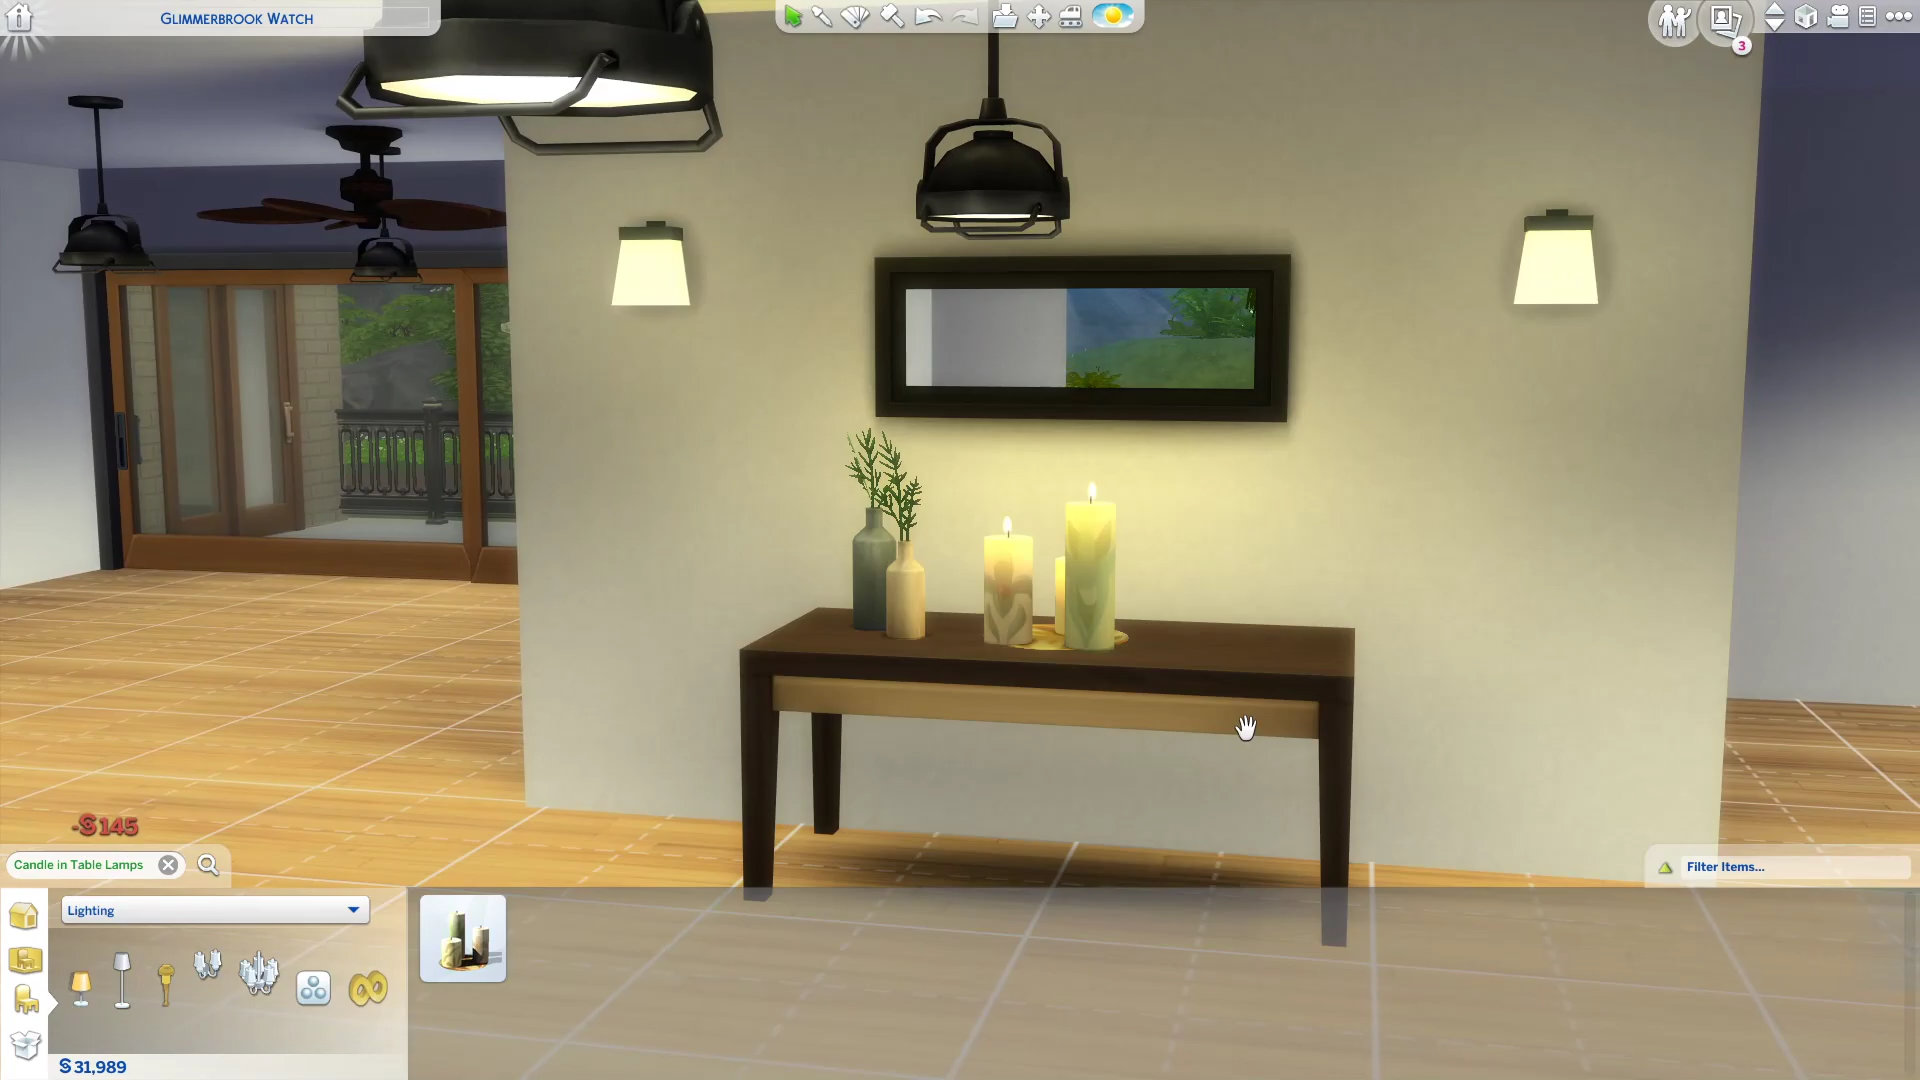 Glimmerbrook Watch
3
-§145
Candle in Table Lamps
Filter Items...
Lighting
§31,989